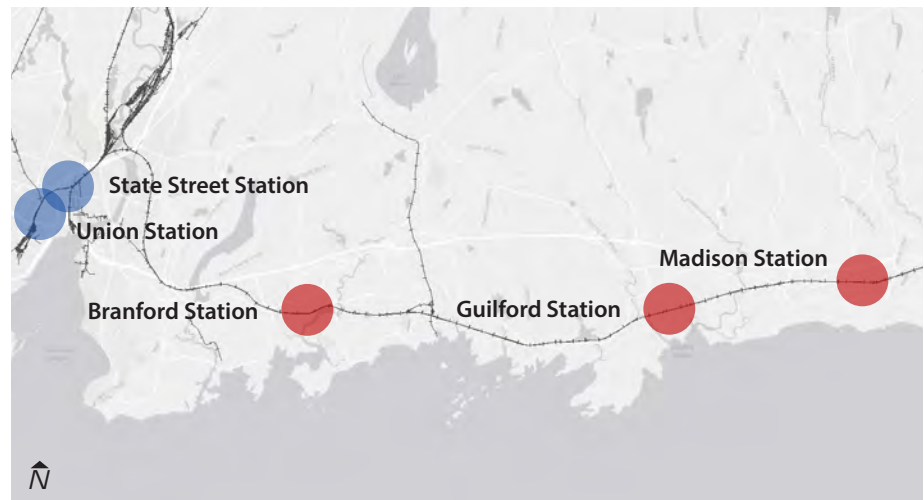 State Street Station
Union Station
Madison Station
Branford Station
Guilford Station
N